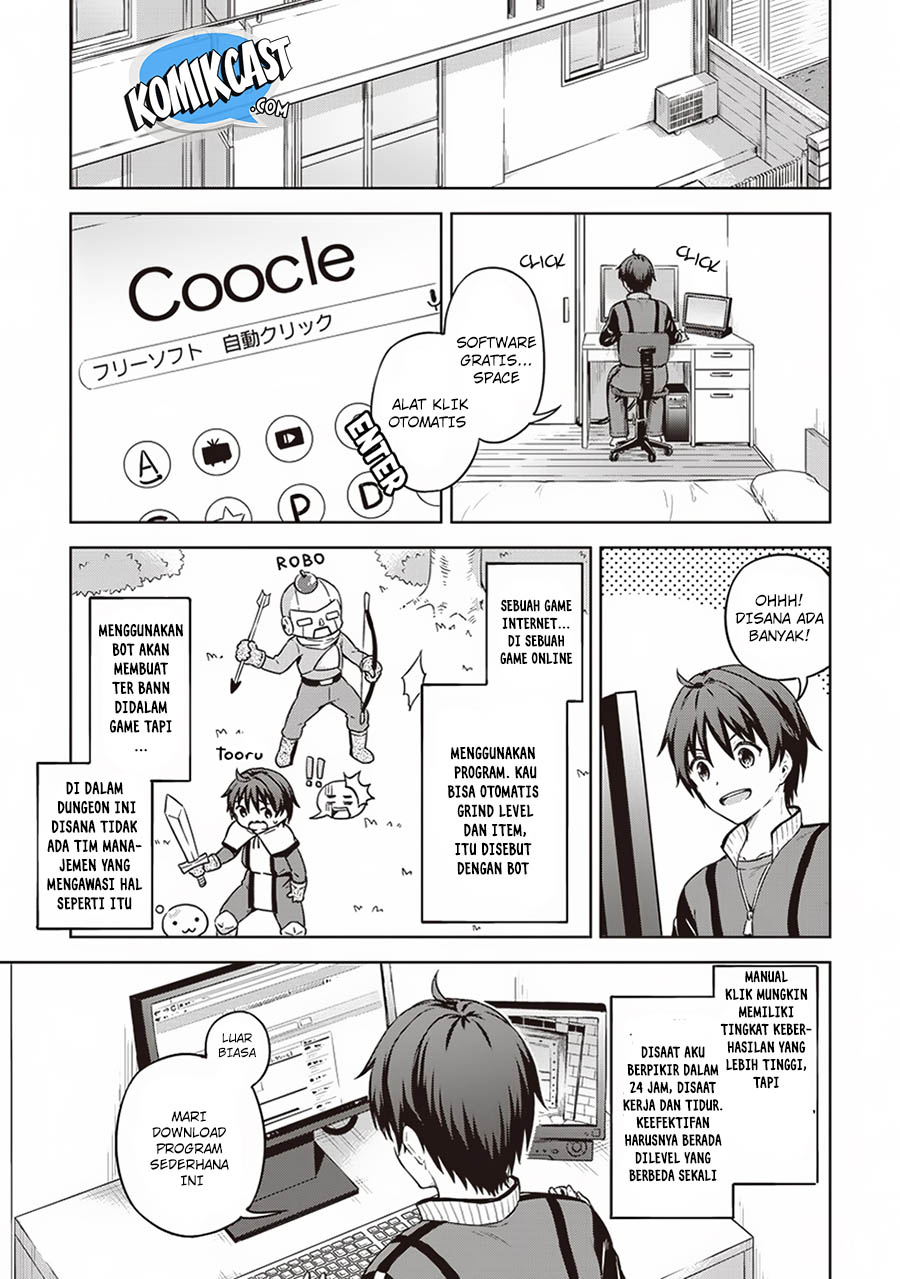 KOMIKCAST
.COM
CLICK
CLICK
SOFTWARE
GRATIS...
SPACE
ALAT KLIK
OTOMATIS
Coocle
フリーソフト 自動クリック
A
P
D
ENTER
OHHH!
DISANA ADA
BANYAK!
SEBUAH GAME
INTERNET...
DI SEBUAH
GAME ONLINE
MENGGUNAKAN
PROGRAM. KAU
BISA OTOMATIS
GRIND LEVEL
DAN ITEM,
ITU DISEBUT
DENGAN BOT
ROBO
Tooru
!!
MENGGUNAKAN
BOT AKAN
MEMBUAT
TER BANN
DIDALAM
GAME TAPI
...
DI DALAM
DUNGEON INI
DISANA TIDAK
ADA TIM MANA-
JEMEN YANG
MENGAWASI HAL
SEPERTI ITU
MANUAL
KLIK MUNGKIN
MEMILIKI
TINGKAT KEBER-
HASILAN YANG
LEBIH TINGGI,
TAPI
DISAAT AKU
BERPIKIR DALAM
24 JAM, DISAAT
KERJA DAN TIDUR.
KEEFEKTIFAN
HARUSNYA BERADA
DILEVEL YANG
BERBEDA SEKALI
LUAR
BIASA
MARI
DOWNLOAD
PROGRAM
SEDERHANA
INI